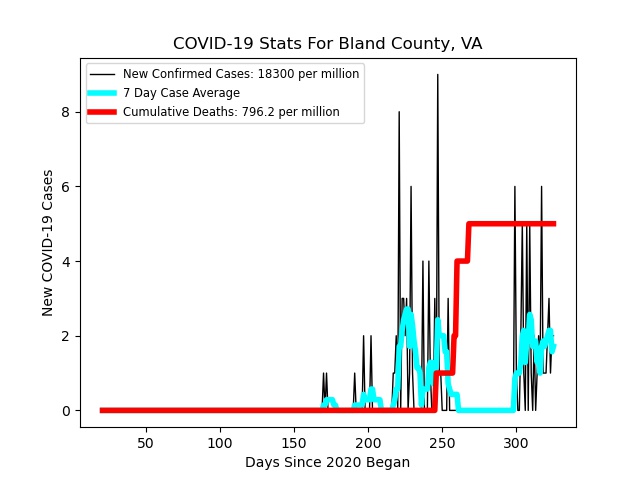 COVID-19 Stats For Bland County, VA
New Confirmed Cases: 18300 per million
7 Day Case Average
Cumulative Deaths: 796.2 per million
New COVID-19 Cases
8
6
4
2
0
50 100 150 200 250 300
Days Since 2020 Began